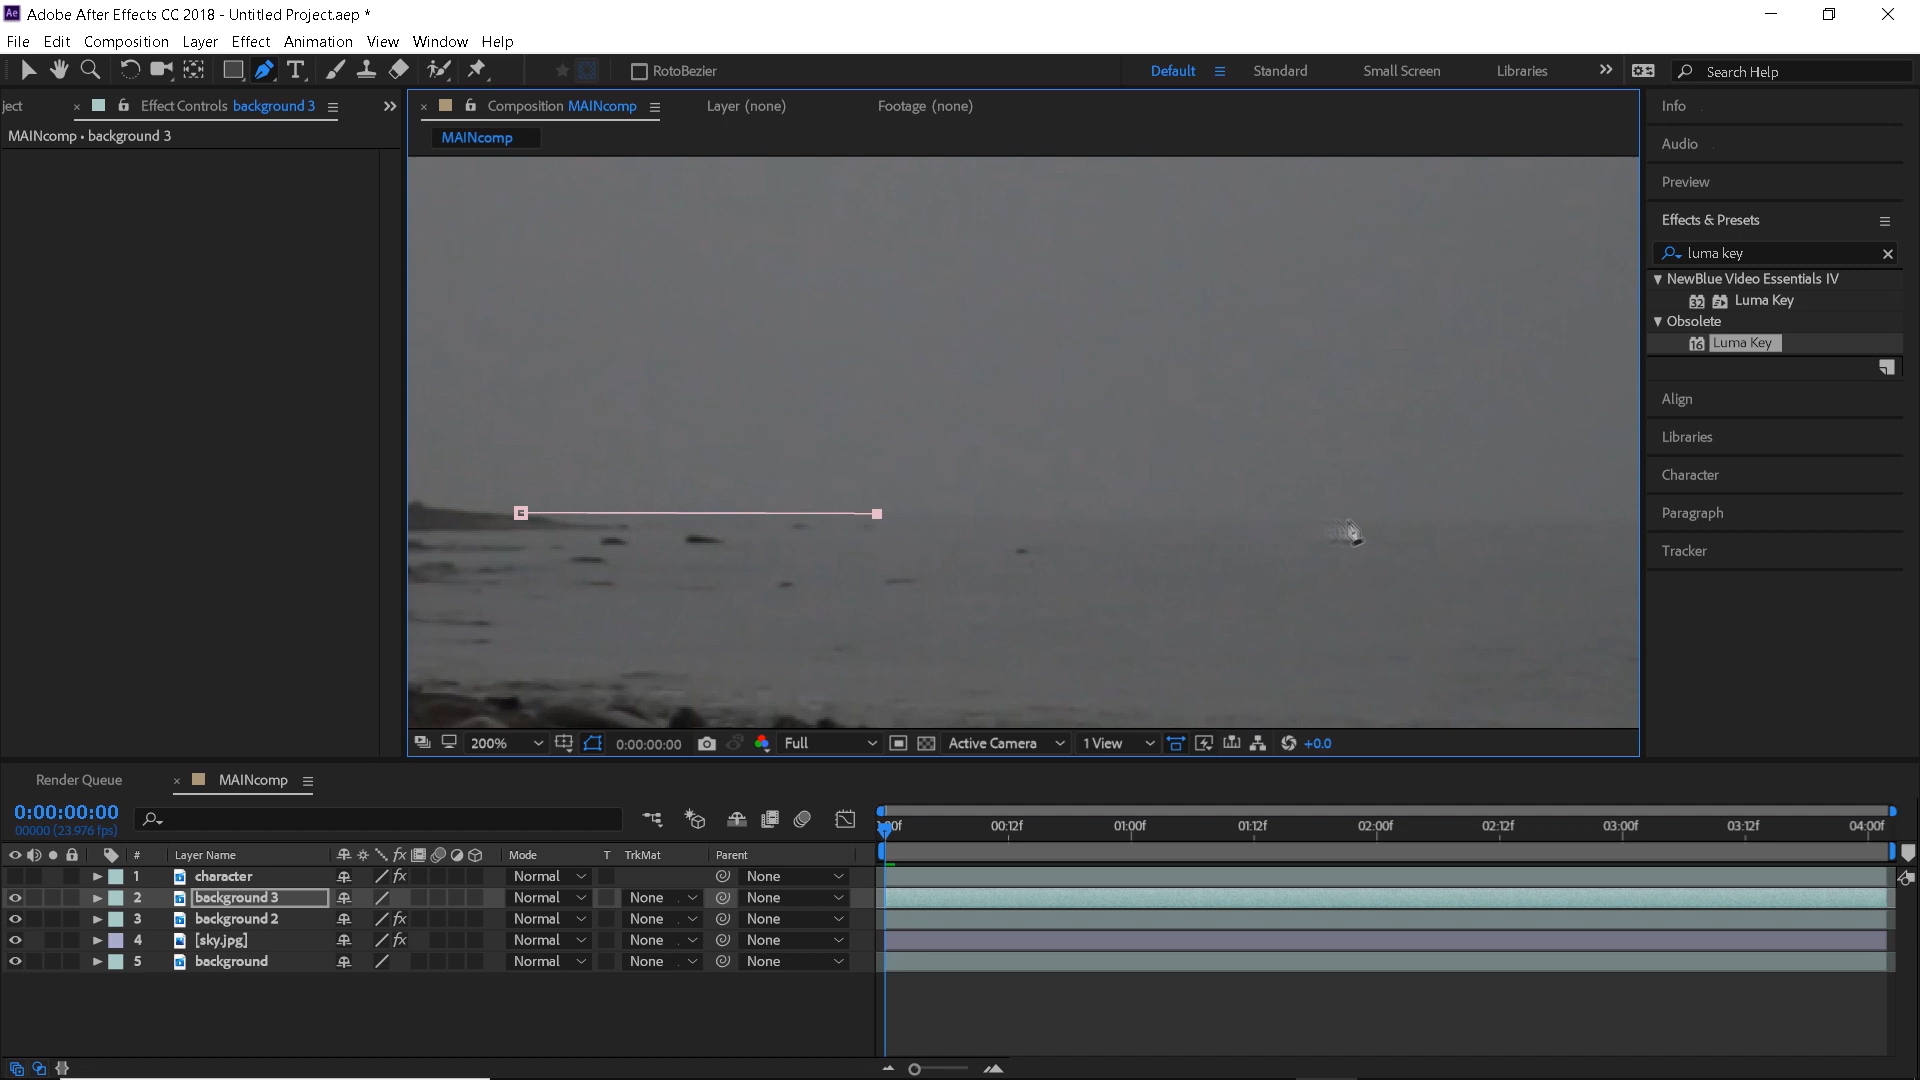 Ae Adobe After Effects CC 2018 - Untitled Project.aep *
File Edit Composition Layer Effect Animation View Window Help
RotoBezier
Default Standard Small Screen Libraries Search Help
ject Effect Controls background 3
MAINcomp • background 3
Composition MAINcomp Layer (none) Footage (none)
MAINcomp
200% 0:00:00:00 Full Active Camera 1 View +0.0
Info
Audio
Preview
Effects & Presets
luma key
NewBlue Video Essentials IV
32 Luma Key
Obsolete
16 Luma Key
Align
Libraries
Character
Paragraph
Tracker
Render Queue MAINcomp
0:00:00:00
00000 (23.976 fps)
00f 00:12f 01:00f 01:12f 02:00f 02:12f 03:00f 03:12f 04:00f
# Layer Name fx Mode T TrkMat Parent
1 character fx Normal None
2 background 3 Normal None None
3 background 2 fx Normal None None
4 [sky.jpg] fx Normal None None
5 background Normal None None